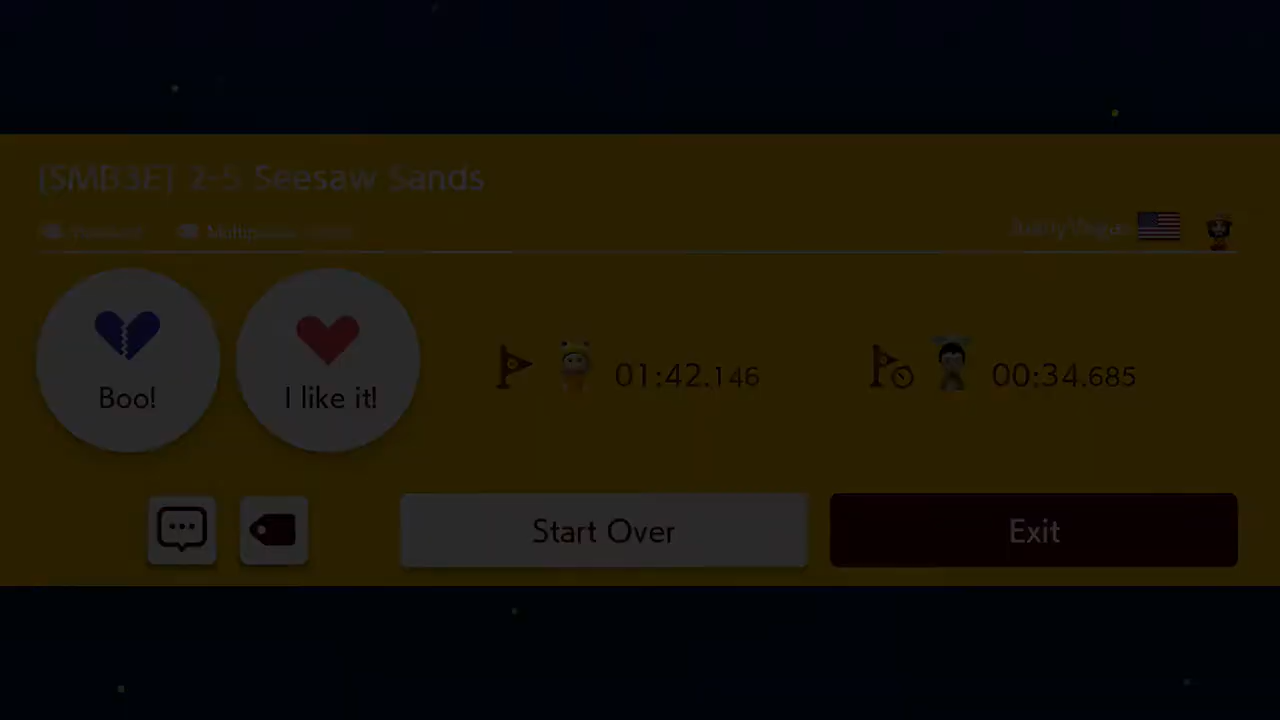 [SMB3E] 2-5 Seesaw Sands
Boo!
I like it!
01:42.146
00:34.685
Start Over
Exit